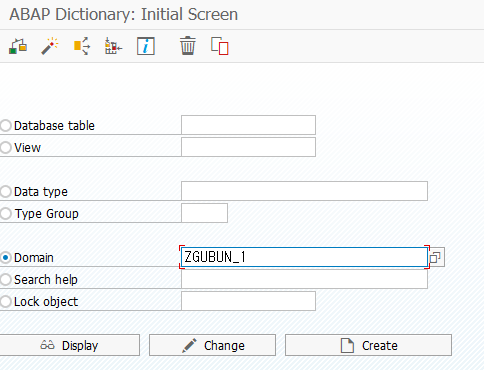 ABAP Dictionary: Initial Screen
Database table
View
Data type
Type Group
Domain ZGUBUN_1
Search help
Lock object
Display Change Create